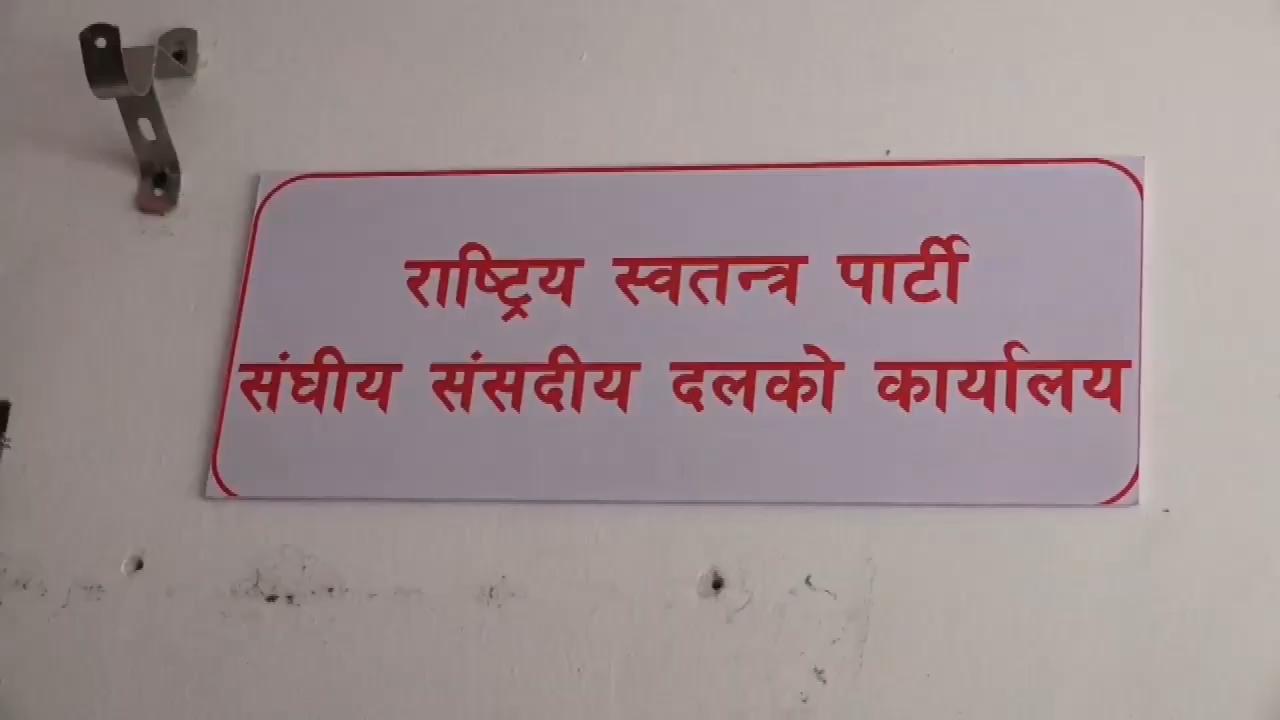 राष्ट्रिय स्वतन्त्र पार्टी
संघीय संसदीय दलको कार्यालय